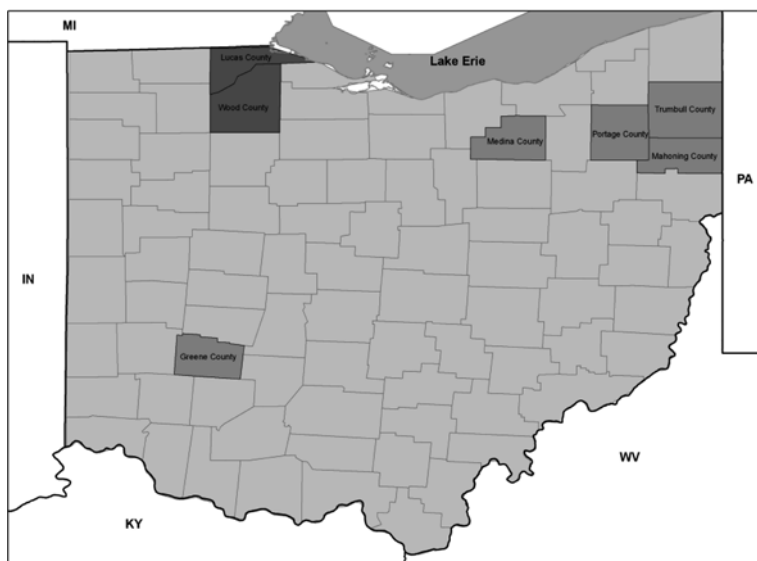 MI
Lucas County
Lake Erie
Wood County
Trumbull County
Portage County
Medina County
Mahoning County
PA
IN
Greene County
WV
KY